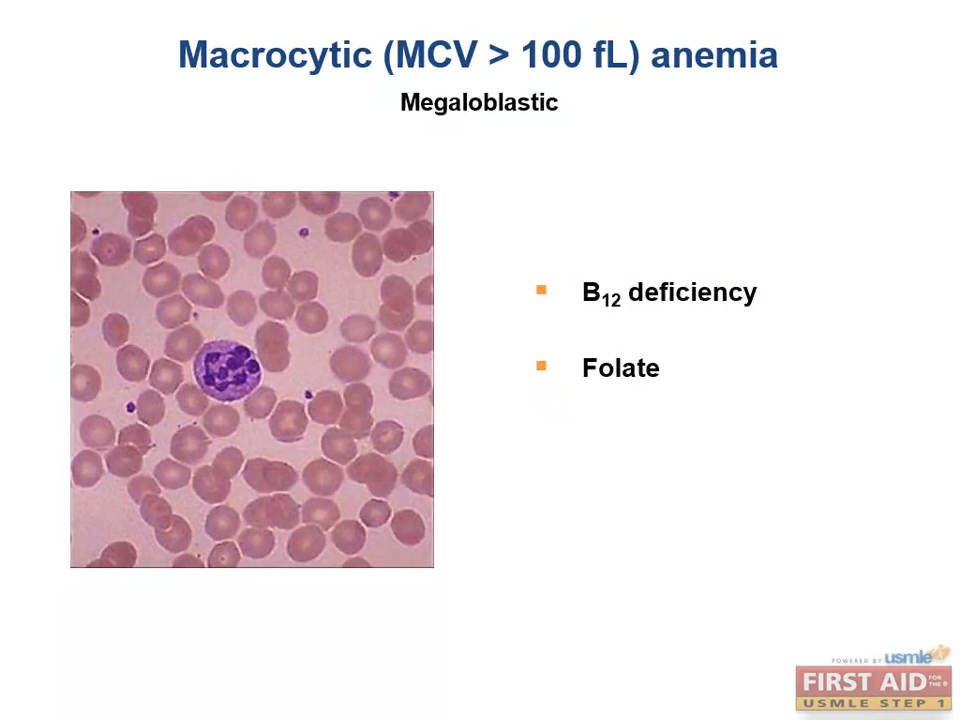 Macrocytic (MCV > 100 fL) anemia
Megaloblastic
B₁₂ deficiency
Folate
POWERED BY usmle
FIRST AID FOR THE
USMLE STEP 1